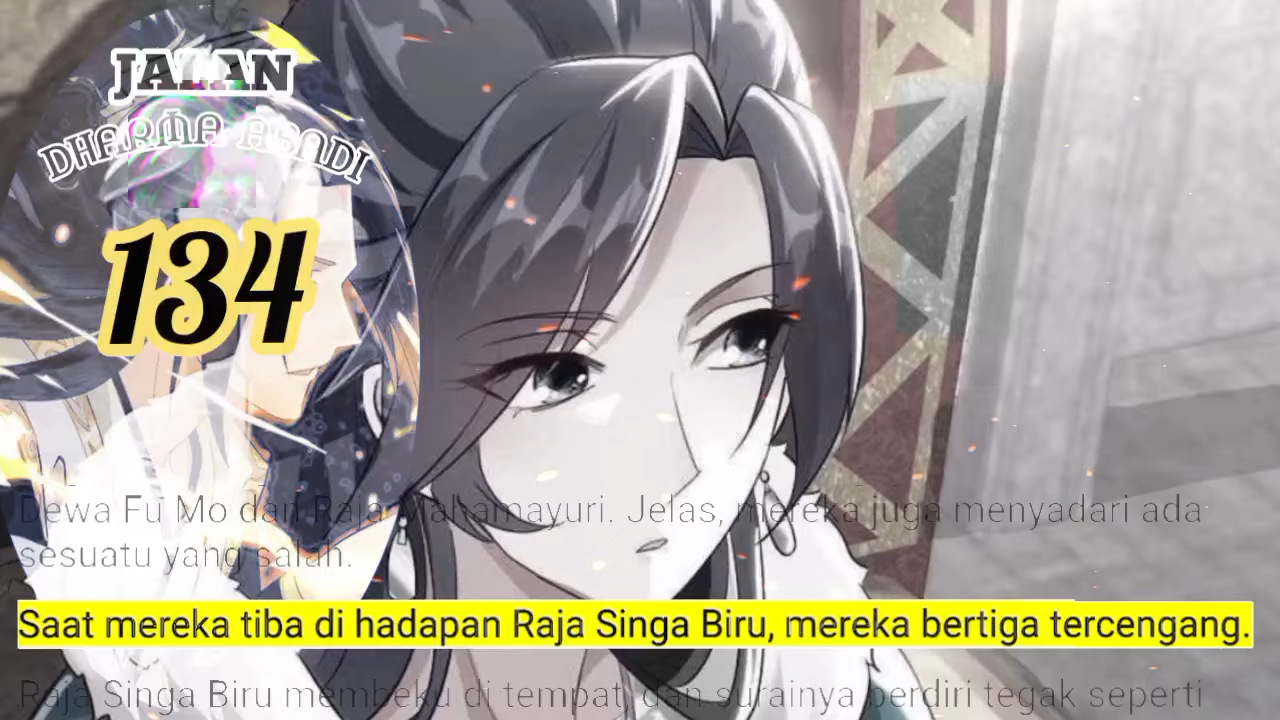 JALAN
DHARMA ABADI
134
Dewa Fu Mo dan Raja Mahamayuri. Jelas, mereka juga menyadari ada
sesuatu yang salah.
Saat mereka tiba di hadapan Raja Singa Biru, mereka bertiga tercengang.
Raja Singa Biru membeku di tempat, dan surainya berdiri tegak seperti